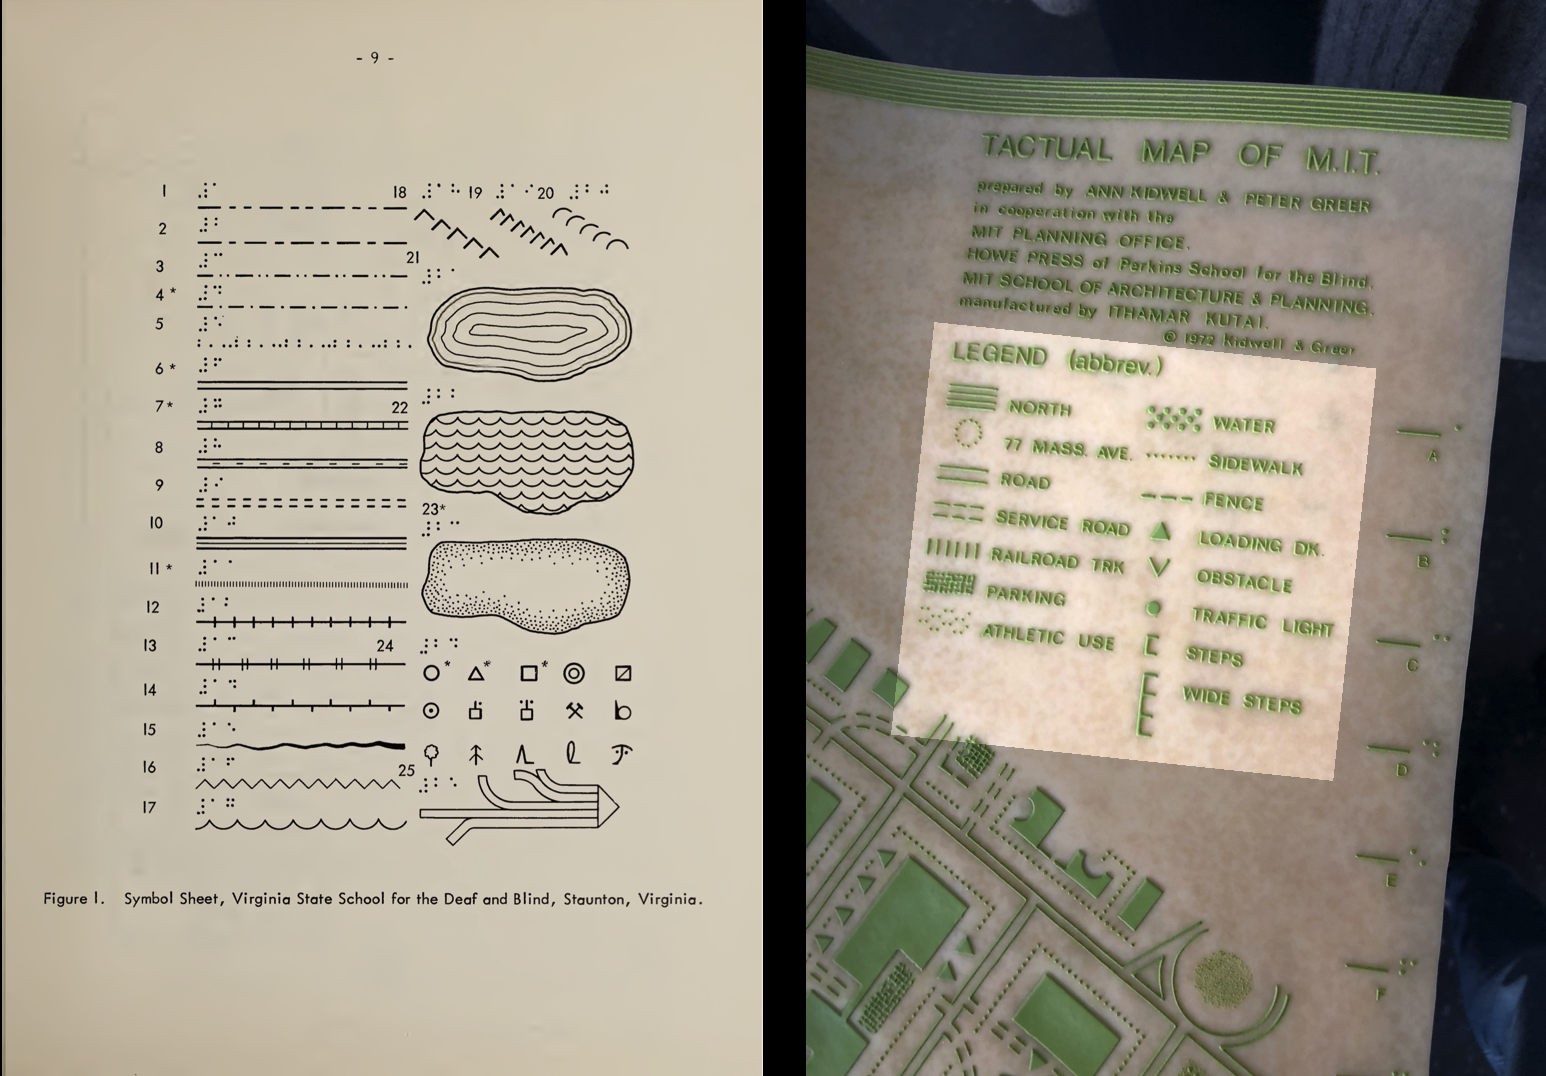 - 9 -
1
2
3
4 *
5
6 *
7 *
8
9
10
11 *
12
13
14
15
16
17
18
19
20
21
22
23*
24
* * *
25
Figure 1. Symbol Sheet, Virginia State School for the Deaf and Blind, Staunton, Virginia.
TACTUAL MAP OF M.I.T.
prepared by ANN KIDWELL & PETER GREER
in cooperation with the
MIT PLANNING OFFICE.
HOWE PRESS of Perkins School for the Blind.
MIT SCHOOL OF ARCHITECTURE & PLANNING.
manufactured by ITHAMAR KUTAI.
© 1972 Kidwell & Greer
LEGEND (abbrev.)
NORTH
77 MASS. AVE.
ROAD
SERVICE ROAD
RAILROAD TRK
PARKING
ATHLETIC USE
WATER
SIDEWALK
FENCE
LOADING DK.
OBSTACLE
TRAFFIC LIGHT
STEPS
WIDE STEPS
A
B
C
D
E
F